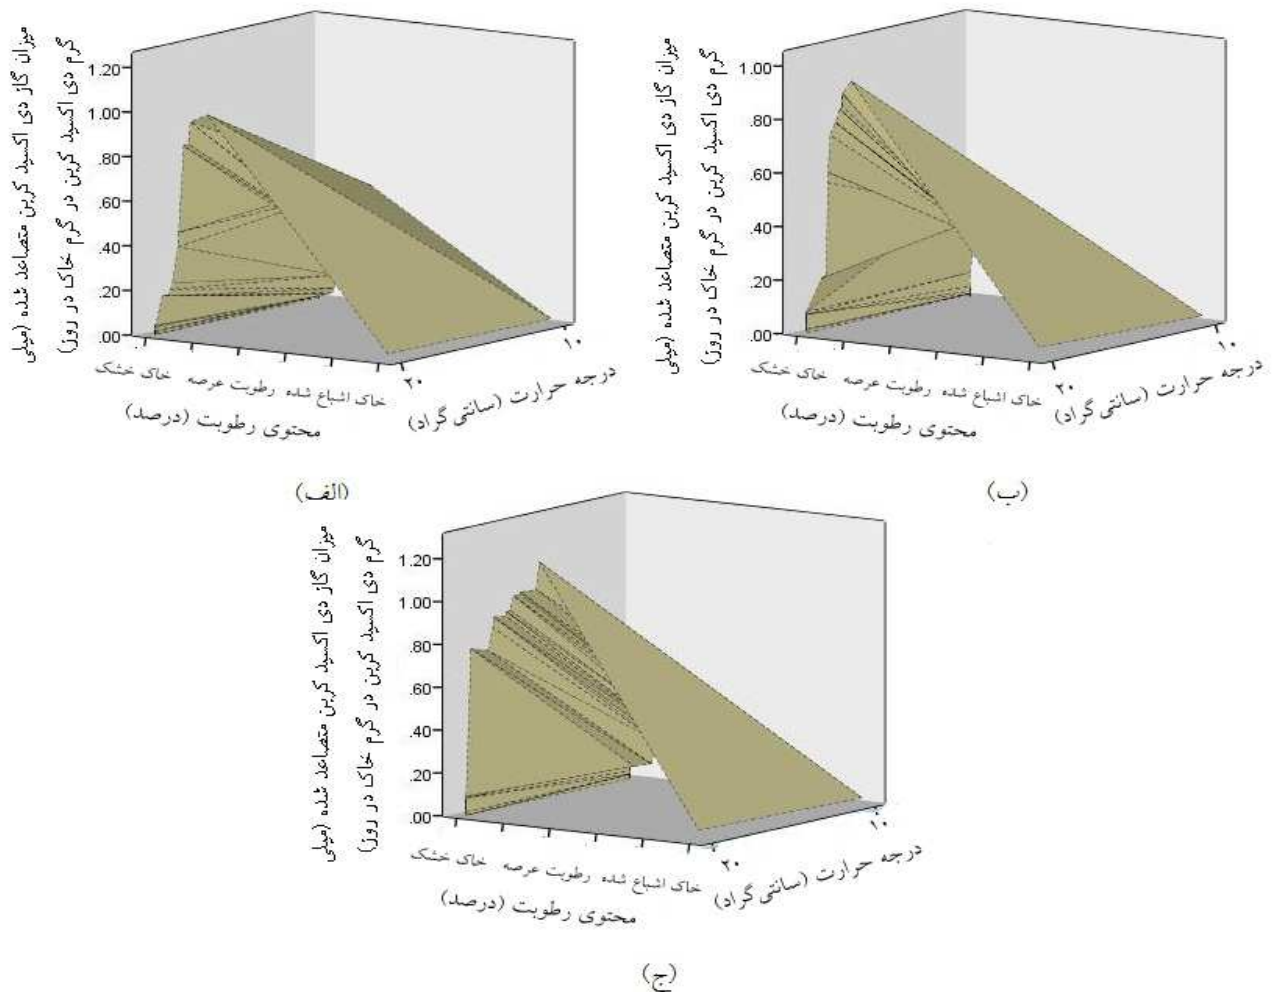 میزان گاز دی اکسید کربن متصاعد شده (میلی
گرم دی اکسید کربن در گرم خاک در روز)
1.20
1.00
.80
.60
.40
.20
.00
خاک خشک رطوبت عرصه خاک اشباع شده
محتوی رطوبت (درصد)
۲۰
۱۰
درجه حرارت (سانتی‌گراد)
(الف)
میزان گاز دی اکسید کربن متصاعد شده (میلی
گرم دی اکسید کربن در گرم خاک در روز)
1.00
.80
.60
.40
.20
.00
خاک خشک رطوبت عرصه خاک اشباع شده
محتوی رطوبت (درصد)
۲۰
۱۰
درجه حرارت (سانتی‌گراد)
(ب)
میزان گاز دی اکسید کربن متصاعد شده (میلی
گرم دی اکسید کربن در گرم خاک در روز)
1.20
1.00
.80
.60
.40
.20
.00
خاک خشک رطوبت عرصه خاک اشباع شده
محتوی رطوبت (درصد)
۲۰
۱۰
درجه حرارت (سانتی‌گراد)
(ج)